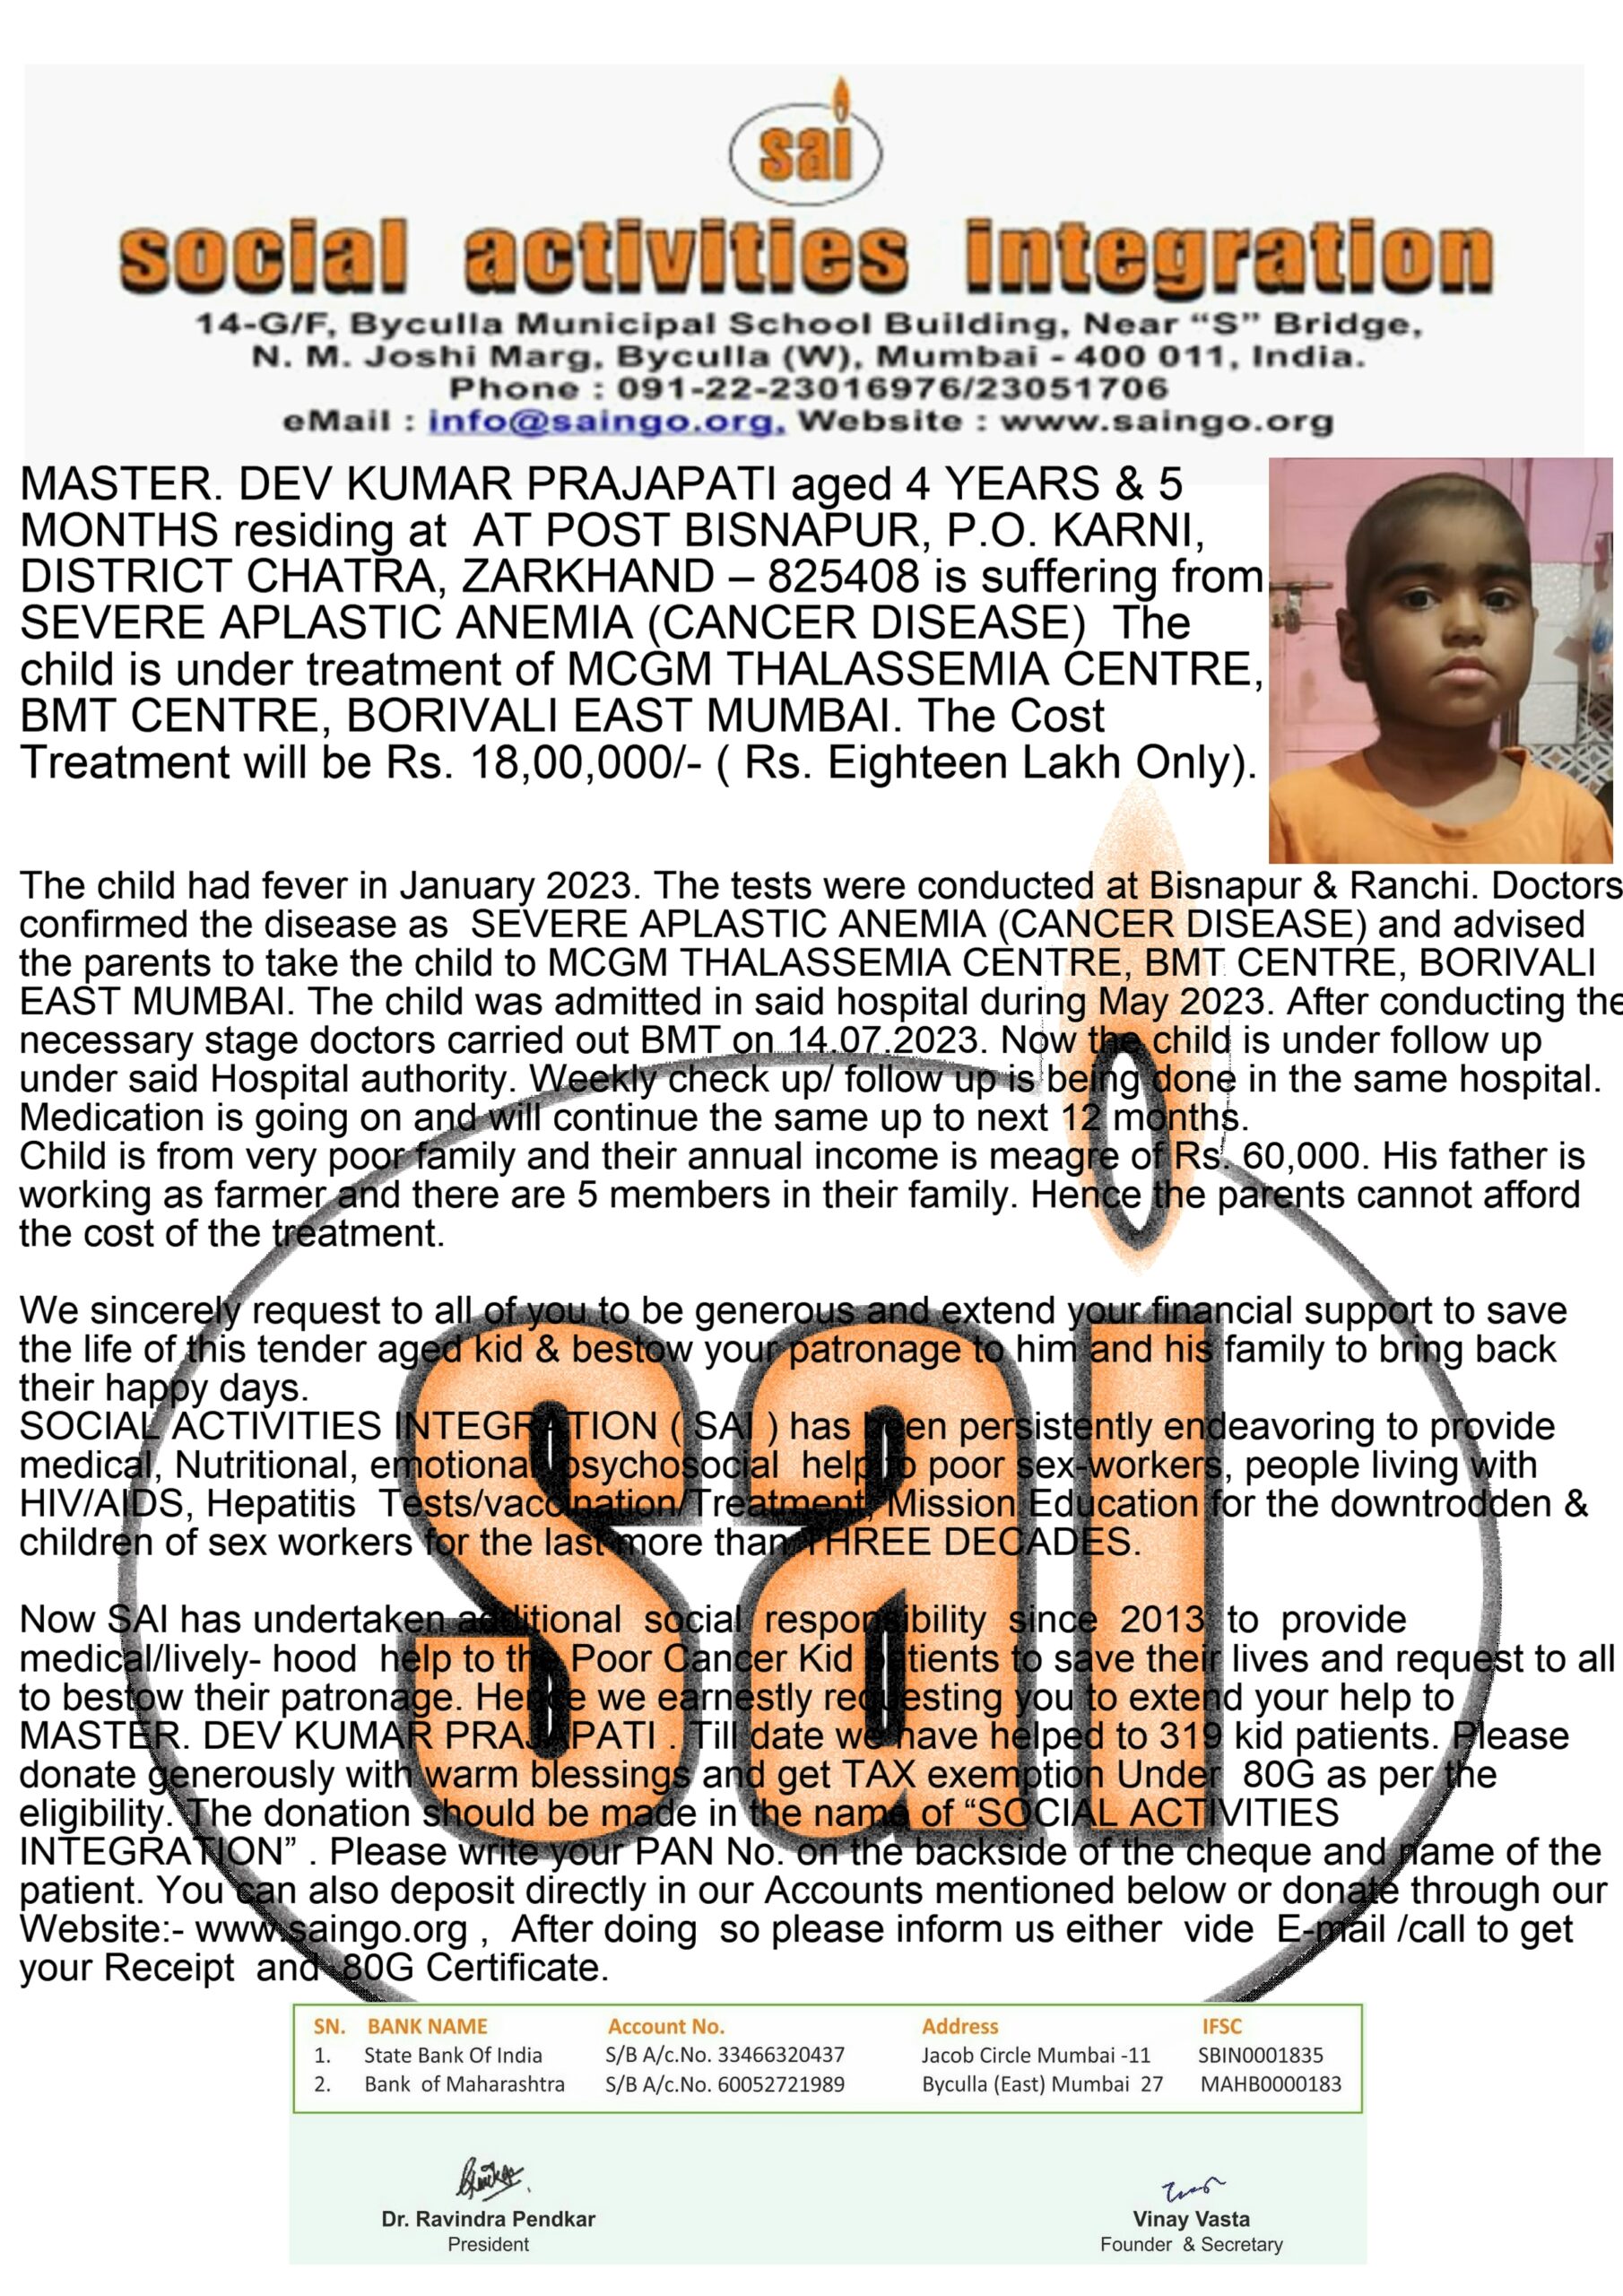 sai
social activities integration
14-G/F, Byculla Municipal School Building, Near “S” Bridge,
N. M. Joshi Marg, Byculla (W), Mumbai - 400 011, India.
Phone : 091-22-23016976/23051706
eMail : info@saingo.org, Website : www.saingo.org
MASTER. DEV KUMAR PRAJAPATI aged 4 YEARS & 5
MONTHS residing at AT POST BISNAPUR, P.O. KARNI,
DISTRICT CHATRA, ZARKHAND – 825408 is suffering from
SEVERE APLASTIC ANEMIA (CANCER DISEASE) The
child is under treatment of MCGM THALASSEMIA CENTRE,
BMT CENTRE, BORIVALI EAST MUMBAI. The Cost
Treatment will be Rs. 18,00,000/- ( Rs. Eighteen Lakh Only).
The child had fever in January 2023. The tests were conducted at Bisnapur & Ranchi. Doctors
confirmed the disease as SEVERE APLASTIC ANEMIA (CANCER DISEASE) and advised
the parents to take the child to MCGM THALASSEMIA CENTRE, BMT CENTRE, BORIVALI
EAST MUMBAI. The child was admitted in said hospital during May 2023. After conducting the
necessary stage doctors carried out BMT on 14.07.2023. Now the child is under follow up
under said Hospital authority. Weekly check up/ follow up is being done in the same hospital.
Medication is going on and will continue the same up to next 12 months.
Child is from very poor family and their annual income is meagre of Rs. 60,000. His father is
working as farmer and there are 5 members in their family. Hence the parents cannot afford
the cost of the treatment.
We sincerely request to all of you to be generous and extend your financial support to save
the life of this tender aged kid & bestow your patronage to him and his family to bring back
their happy days.
SOCIAL ACTIVITIES INTEGRATION ( SAI ) has been persistently endeavoring to provide
medical, Nutritional, emotional psychosocial help to poor sex-workers, people living with
HIV/AIDS, Hepatitis Tests/vaccination/Treatment, Mission Education for the downtrodden &
children of sex workers for the last more than THREE DECADES.
Now SAI has undertaken additional social responsibility since 2013 to provide
medical/lively- hood help to the Poor Cancer Kid Patients to save their lives and request to all
to bestow their patronage. Hence we earnestly requesting you to extend your help to
MASTER. DEV KUMAR PRAJAPATI . Till date we have helped to 319 kid patients. Please
donate generously with warm blessings and get TAX exemption Under 80G as per the
eligibility. The donation should be made in the name of “SOCIAL ACTIVITIES
INTEGRATION” . Please write your PAN No. on the backside of the cheque and name of the
patient. You can also deposit directly in our Accounts mentioned below or donate through our
Website:- www.saingo.org , After doing so please inform us either vide E-mail /call to get
your Receipt and 80G Certificate.
sai
SN. BANK NAME Account No. Address IFSC
1. State Bank Of India S/B A/c.No. 33466320437 Jacob Circle Mumbai -11 SBIN0001835
2. Bank of Maharashtra S/B A/c.No. 60052721989 Byculla (East) Mumbai 27 MAHB0000183
Dr. Ravindra Pendkar Vinay Vasta
President Founder & Secretary